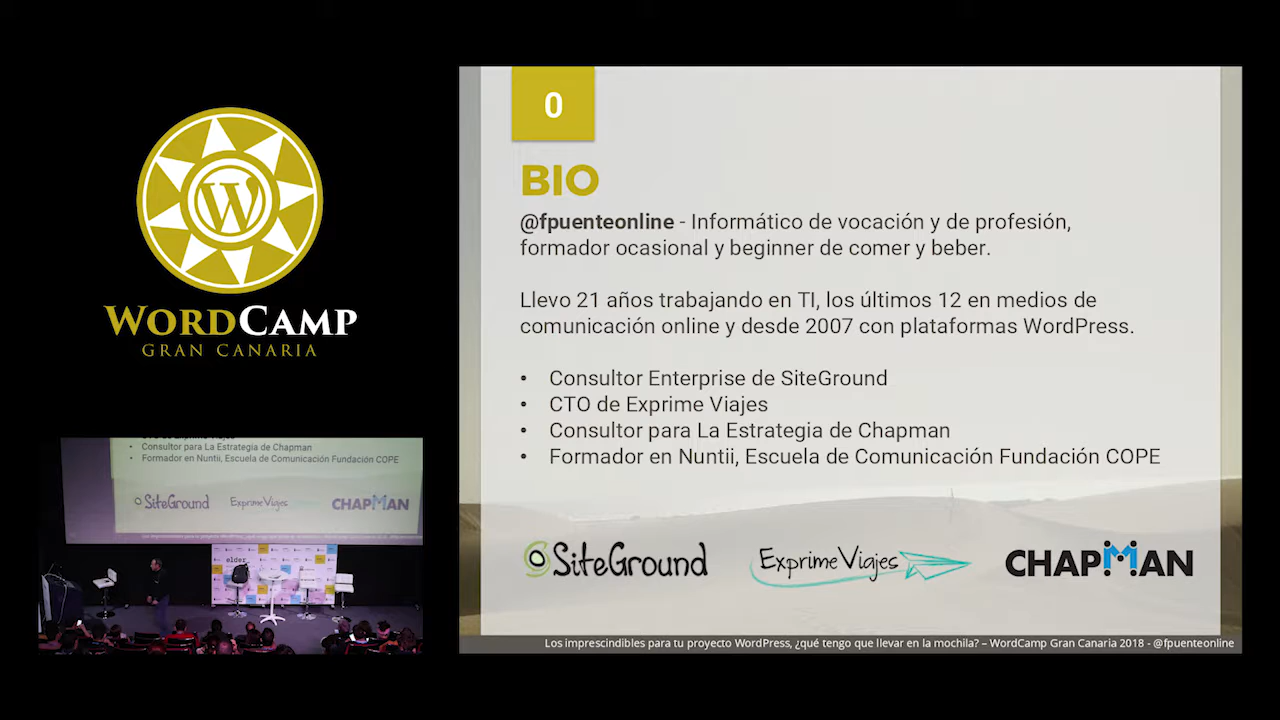 WORDCAMP
GRAN CANARIA
0
BIO
@fpuenteonline - Informático de vocación y de profesión,
formador ocasional y beginner de comer y beber.
Llevo 21 años trabajando en TI, los últimos 12 en medios de
comunicación online y desde 2007 con plataformas WordPress.
• Consultor Enterprise de SiteGround
• CTO de Exprime Viajes
• Consultor para La Estrategia de Chapman
• Formador en Nuntii, Escuela de Comunicación Fundación COPE
SiteGround
Exprime Viajes
CHAPMAN
Los imprescindibles para tu proyecto WordPress, ¿qué tengo que llevar en la mochila? – WordCamp Gran Canaria 2018 - @fpuenteonline
• Consultor para La Estrategia de Chapman
• Formador en Nuntii, Escuela de Comunicación Fundación COPE
SiteGround
Exprime Viajes
CHAPMAN
elder